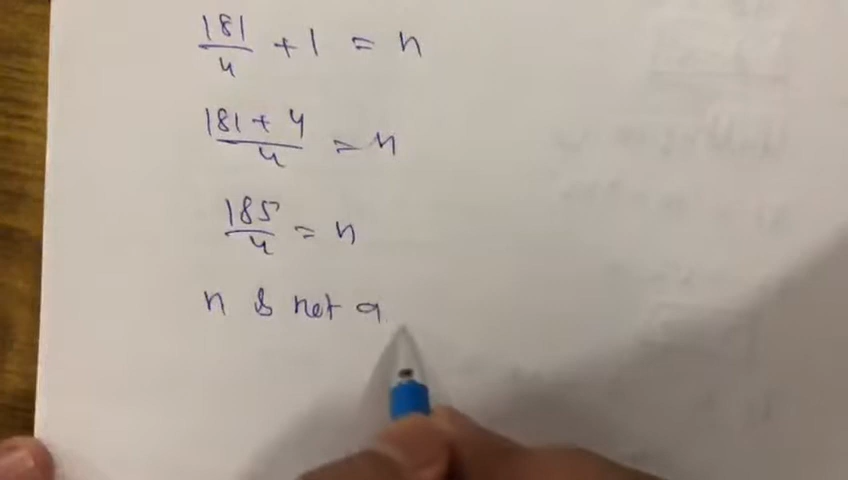 181/4 + 1 = n
181 + 4/4 = n
185/4 = n
n is not a